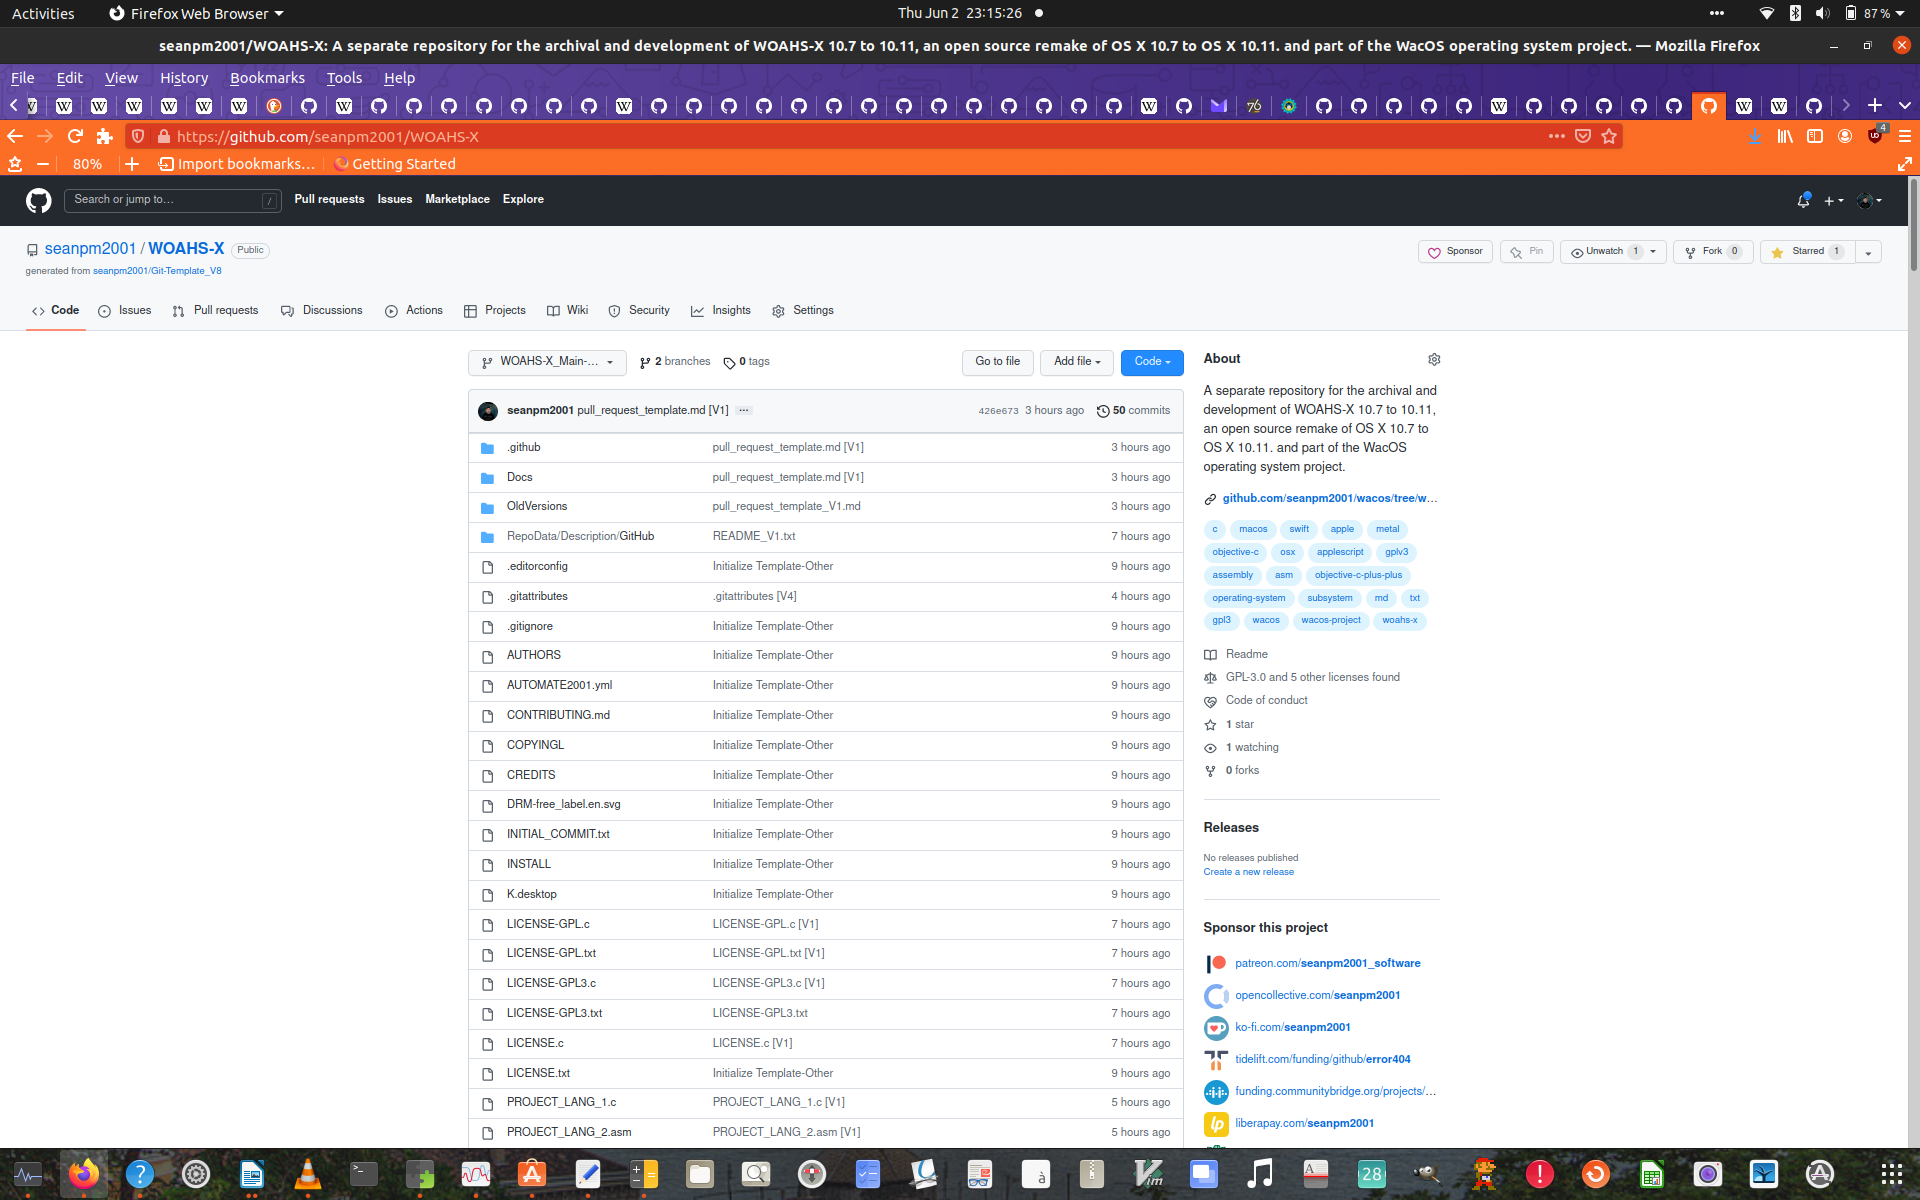 Activities
Firefox Web Browser
Thu Jun 2 23:15:26
87 %
seanpm2001/WOAHS-X: A separate repository for the archival and development of WOAHS-X 10.7 to 10.11, an open source remake of OS X 10.7 to OS X 10.11. and part of the WacOS operating system project. — Mozilla Firefox
File Edit View History Bookmarks Tools Help
https://github.com/seanpm2001/WOAHS-X
4
80%
Import bookmarks...
Getting Started
Search or jump to...
/
Pull requests Issues Marketplace Explore
seanpm2001 / WOAHS-X
Public
generated from seanpm2001/Git-Template_V8
Sponsor
Pin
Unwatch 1
Fork 0
Starred 1
Code
Issues
Pull requests
Discussions
Actions
Projects
Wiki
Security
Insights
Settings
WOAHS-X_Main-...
2 branches
0 tags
Go to file
Add file
Code
seanpm2001 pull_request_template.md [V1] ...
426e673 3 hours ago
50 commits
.github pull_request_template.md [V1] 3 hours ago
Docs pull_request_template.md [V1] 3 hours ago
OldVersions pull_request_template_V1.md 3 hours ago
RepoData/Description/GitHub README_V1.txt 7 hours ago
.editorconfig Initialize Template-Other 9 hours ago
.gitattributes .gitattributes [V4] 4 hours ago
.gitignore Initialize Template-Other 9 hours ago
AUTHORS Initialize Template-Other 9 hours ago
AUTOMATE2001.yml Initialize Template-Other 9 hours ago
CONTRIBUTING.md Initialize Template-Other 9 hours ago
COPYINGL Initialize Template-Other 9 hours ago
CREDITS Initialize Template-Other 9 hours ago
DRM-free_label.en.svg Initialize Template-Other 9 hours ago
INITIAL_COMMIT.txt Initialize Template-Other 9 hours ago
INSTALL Initialize Template-Other 9 hours ago
K.desktop Initialize Template-Other 9 hours ago
LICENSE-GPL.c LICENSE-GPL.c [V1] 7 hours ago
LICENSE-GPL.txt LICENSE-GPL.txt [V1] 7 hours ago
LICENSE-GPL3.c LICENSE-GPL3.c [V1] 7 hours ago
LICENSE-GPL3.txt LICENSE-GPL3.txt 7 hours ago
LICENSE.c LICENSE.c [V1] 7 hours ago
LICENSE.txt Initialize Template-Other 9 hours ago
PROJECT_LANG_1.c PROJECT_LANG_1.c [V1] 5 hours ago
PROJECT_LANG_2.asm PROJECT_LANG_2.asm [V1] 5 hours ago
About
A separate repository for the archival and
development of WOAHS-X 10.7 to 10.11,
an open source remake of OS X 10.7 to
OS X 10.11. and part of the WacOS
operating system project.
github.com/seanpm2001/wacos/tree/w...
c macos swift apple metal
objective-c osx applescript gplv3
assembly asm objective-c-plus-plus
operating-system subsystem md txt
gpl3 wacos wacos-project woahs-x
Readme
GPL-3.0 and 5 other licenses found
Code of conduct
1 star
1 watching
0 forks
Releases
No releases published
Create a new release
Sponsor this project
patreon.com/seanpm2001_software
opencollective.com/seanpm2001
ko-fi.com/seanpm2001
tidelift.com/funding/github/error404
funding.communitybridge.org/projects/...
liberapay.com/seanpm2001
28